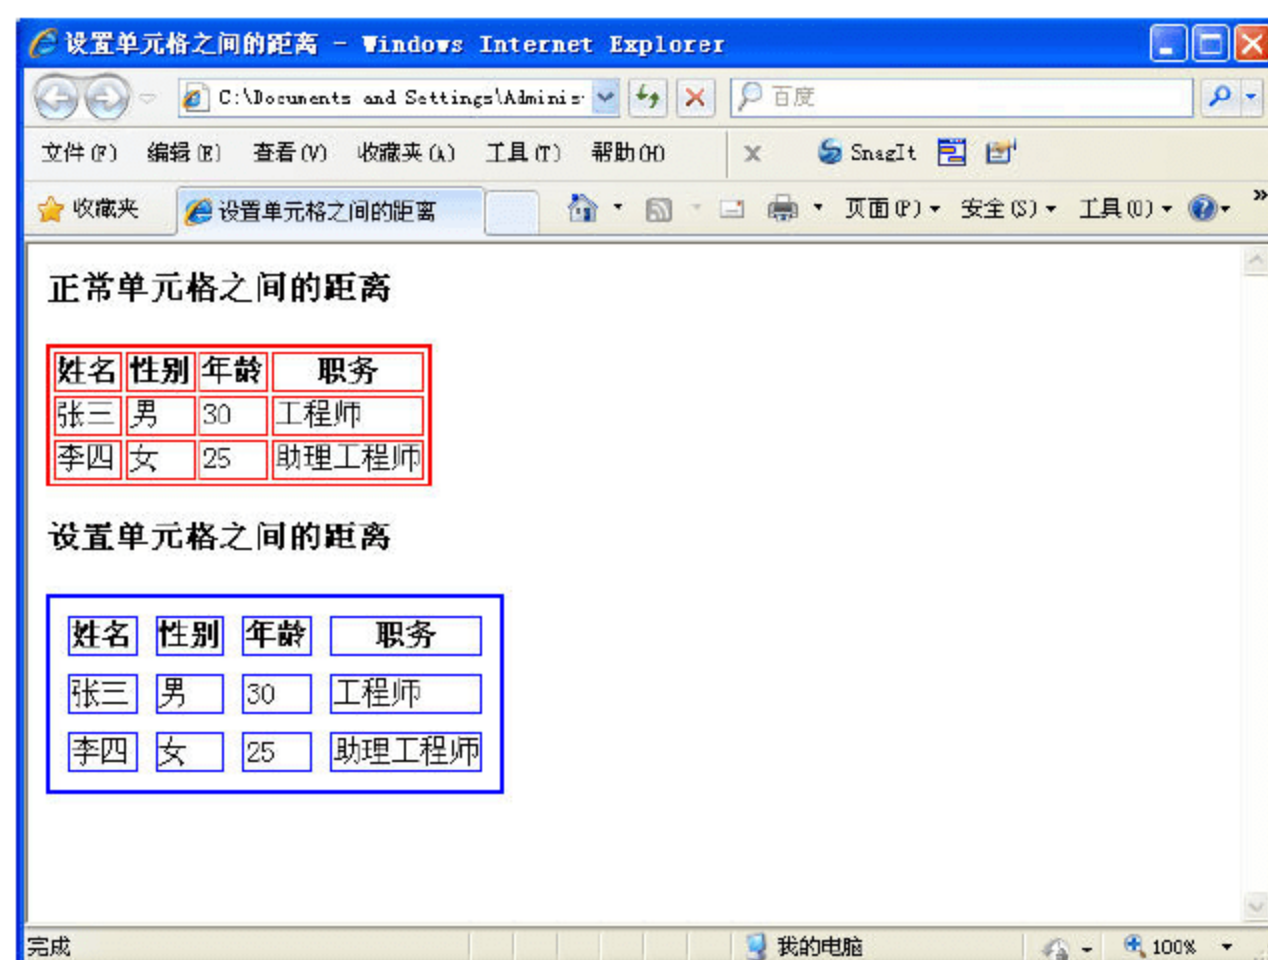 设置单元格之间的距离 - Windows Internet Explorer
C:\Documents and Settings\Adminis
百度
文件(F) 编辑(E) 查看(V) 收藏夹(A) 工具(T) 帮助(H) x SnagIt
收藏夹 设置单元格之间的距离 页面(P) 安全(S) 工具(O) »
正常单元格之间的距离
姓名 性别 年龄 职务
张三 男 30 工程师
李四 女 25 助理工程师
设置单元格之间的距离
姓名 性别 年龄 职务
张三 男 30 工程师
李四 女 25 助理工程师
完成 我的电脑 100%